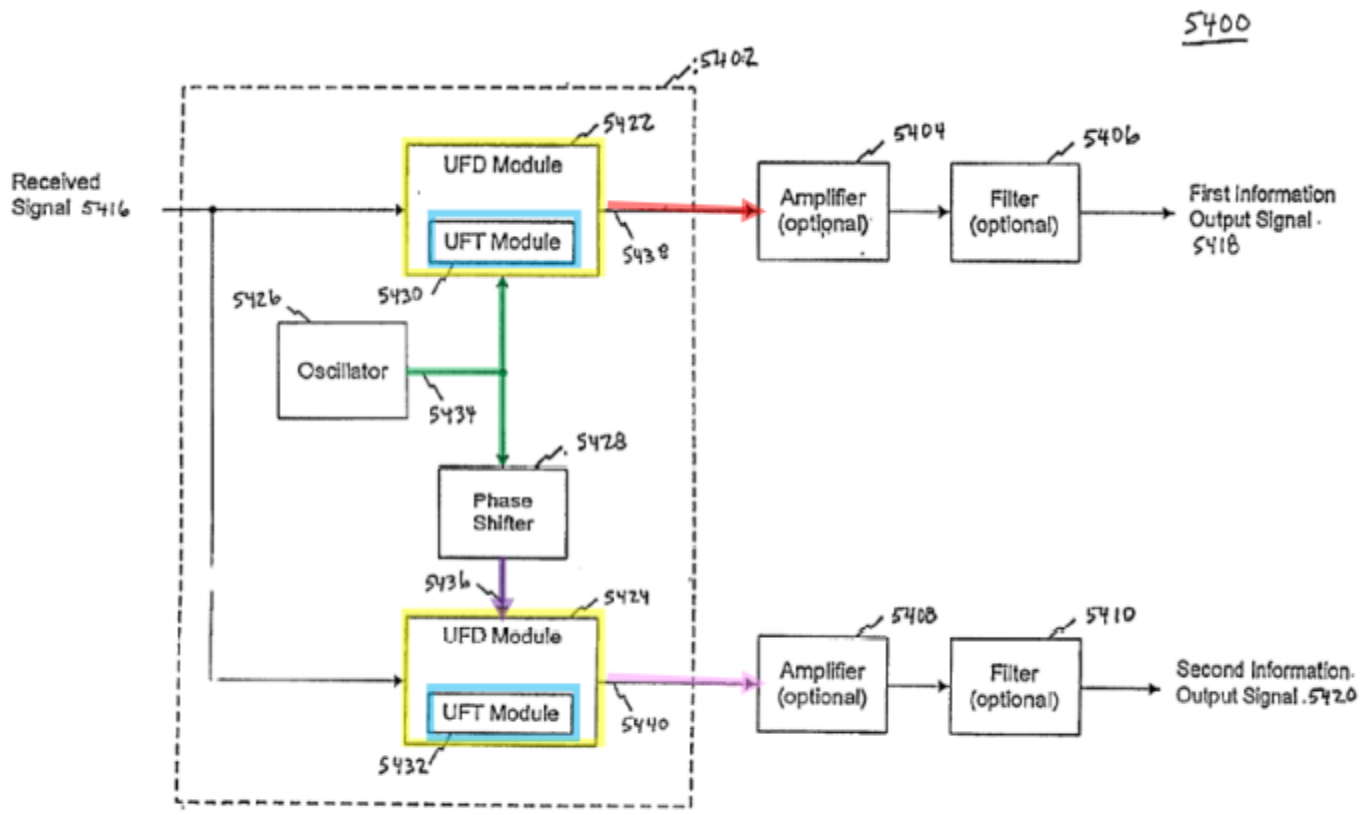 5400
5402
5422
UFD Module
UFT Module
5430
5438
Received
Signal 5416
5404
Amplifier
(optional)
5406
Filter
(optional)
First Information
Output Signal
5418
5426
Oscillator
5434
5428
Phase
Shifter
5436
5424
UFD Module
UFT Module
5432
5440
5408
Amplifier
(optional)
5410
Filter
(optional)
Second Information
Output Signal 5420